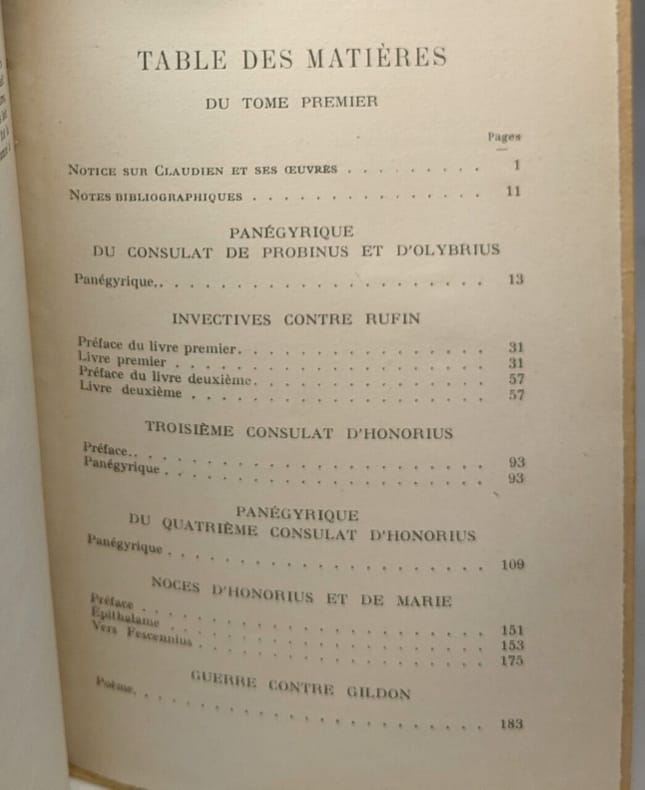 TABLE DES MATIÈRES
DU TOME PREMIER
Pages
NOTICE SUR CLAUDIEN ET SES ŒUVRES . . . . . . . . . 1
NOTES BIBLIOGRAPHIQUES . . . . . . . . . . . . . . . 11
PANÉGYRIQUE
DU CONSULAT DE PROBINUS ET D'OLYBRIUS
Panégyrique. . . . . . . . . . . . . . . . . . . . . 13
INVECTIVES CONTRE RUFIN
Préface du livre premier. . . . . . . . . . . . . . . 31
Livre premier . . . . . . . . . . . . . . . . . . . 31
Préface du livre deuxième. . . . . . . . . . . . . . 57
Livre deuxième . . . . . . . . . . . . . . . . . . 57
TROISIÈME CONSULAT D'HONORIUS
Préface. . . . . . . . . . . . . . . . . . . . . . 93
Panégyrique . . . . . . . . . . . . . . . . . . . . 93
PANÉGYRIQUE
DU QUATRIÈME CONSULAT D'HONORIUS
Panégyrique . . . . . . . . . . . . . . . . . . . . 109
NOCES D'HONORIUS ET DE MARIE
Préface . . . . . . . . . . . . . . . . . . . . . 151
Épithalame . . . . . . . . . . . . . . . . . . . . 153
Vers Fescennius . . . . . . . . . . . . . . . . . . 175
GUERRE CONTRE GILDON
Poème. . . . . . . . . . . . . . . . . . . . . . 183